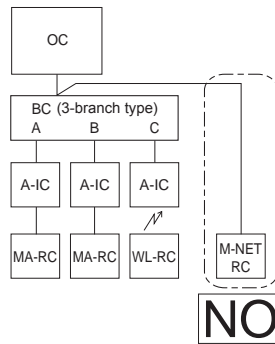 OC
BC (3-branch type)
A B C
A-IC A-IC A-IC
MA-RC MA-RC WL-RC
M-NET
RC
NO